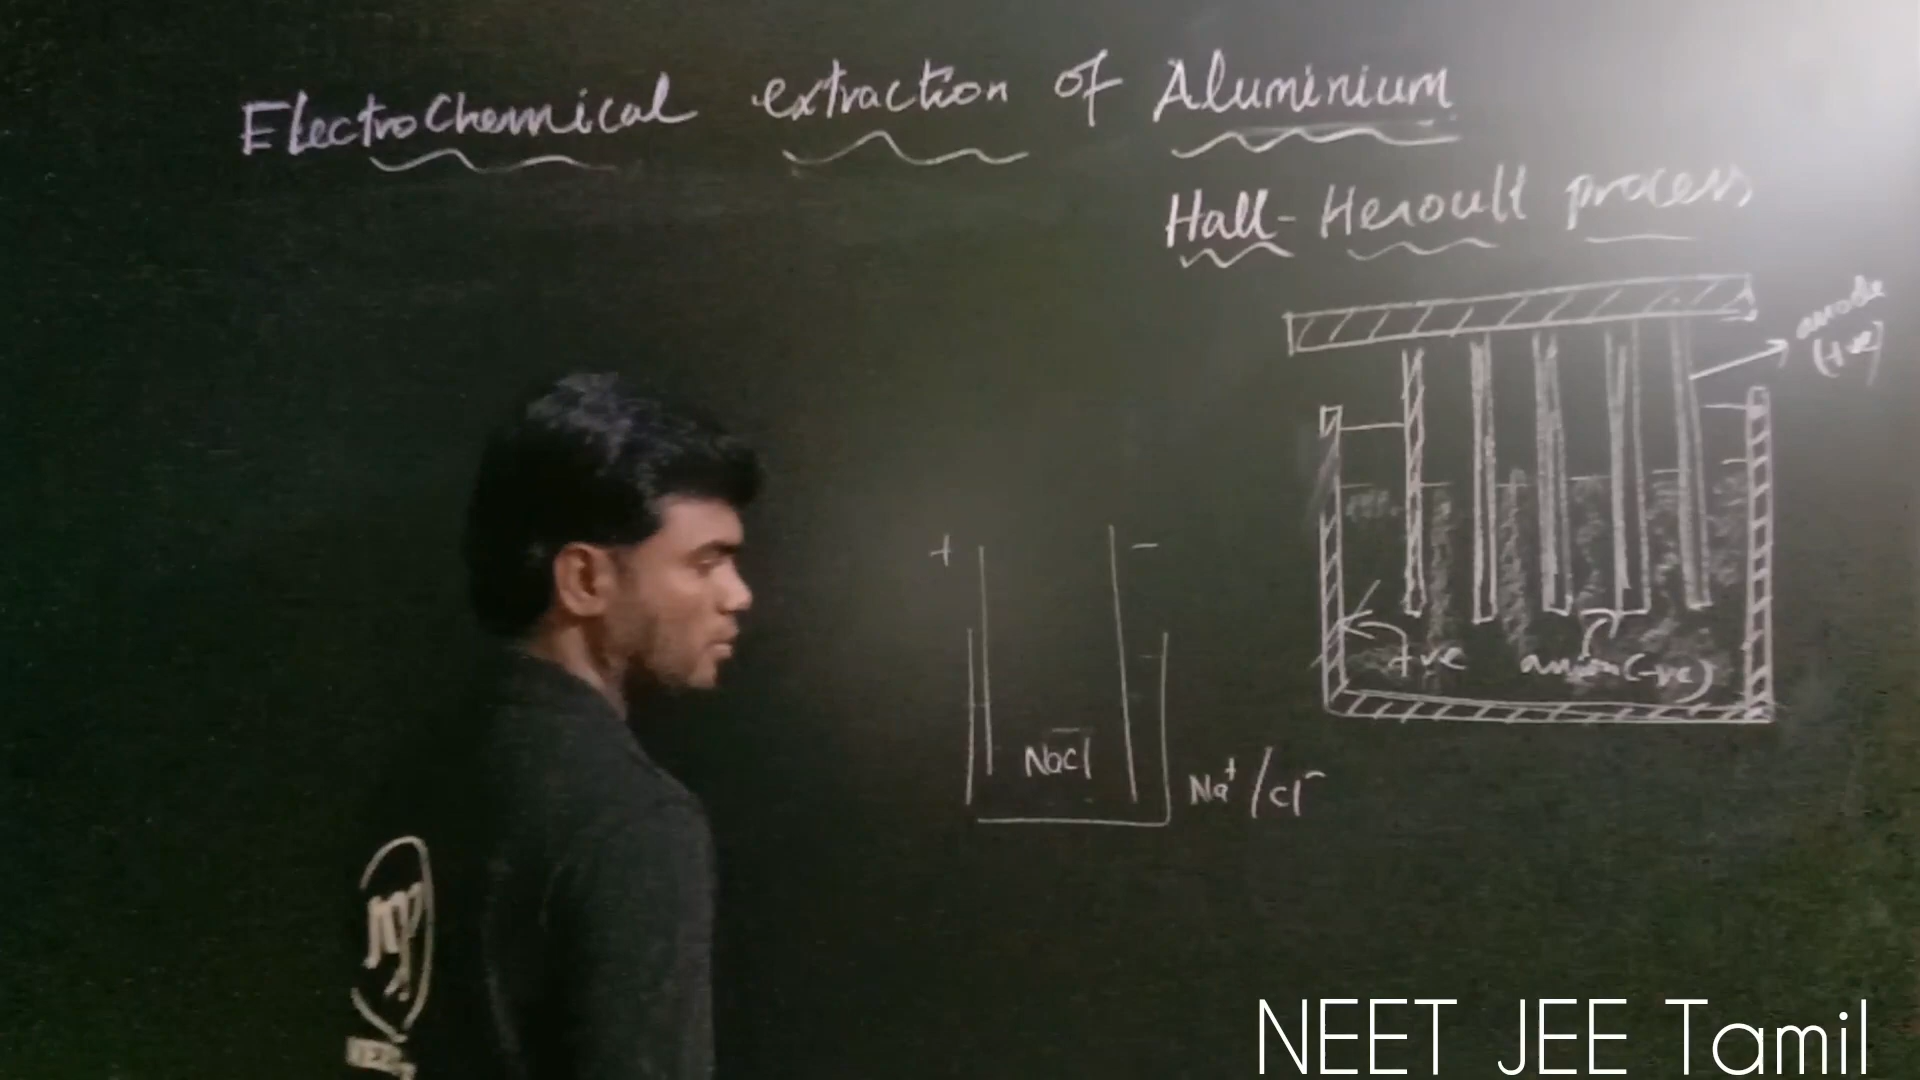 ElectroChemical extraction of Aluminium
Hall-Heroult process
anode
(+ve)
+ −
+ve anion(-ve)
NaCl
Na⁺/Cl⁻
NEET JEE Tamil